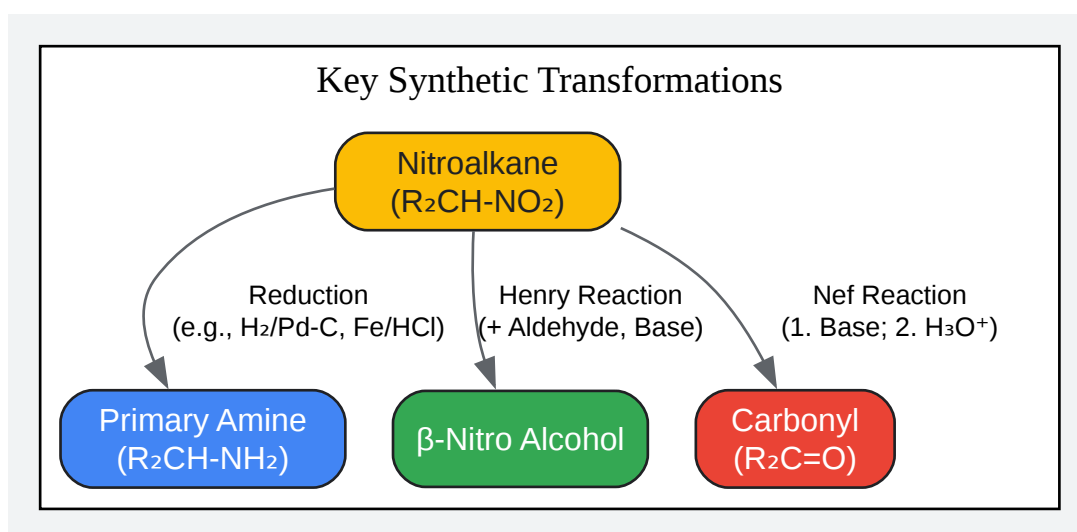 Key Synthetic Transformations
Nitroalkane
(R₂CH-NO₂)
Reduction
(e.g., H₂/Pd-C, Fe/HCl)
Henry Reaction
(+ Aldehyde, Base)
Nef Reaction
(1. Base; 2. H₃O⁺)
Primary Amine
(R₂CH-NH₂)
β-Nitro Alcohol
Carbonyl
(R₂C=O)